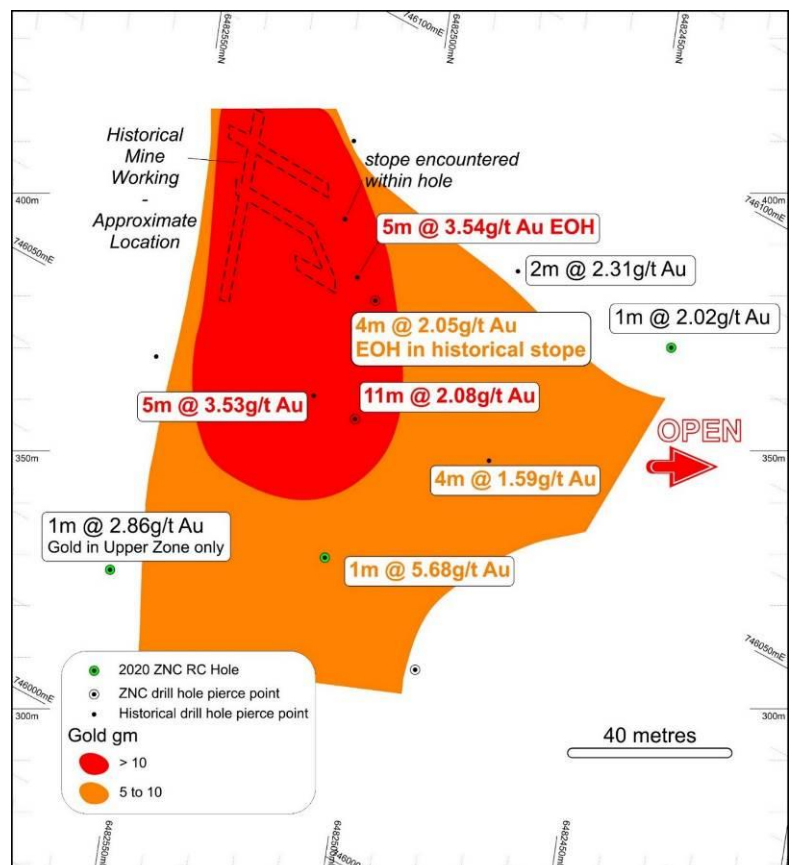 6482550mN
746100mE
6482500mN
6482450mN
Historical
Mine
Working
-
Approximate
Location
stope encountered
within hole
400m
400m
746050mE
746100mE
5m @ 3.54g/t Au EOH
2m @ 2.31g/t Au
1m @ 2.02g/t Au
4m @ 2.05g/t Au
EOH in historical stope
5m @ 3.53g/t Au
11m @ 2.08g/t Au
OPEN
350m
350m
4m @ 1.59g/t Au
1m @ 2.86g/t Au
Gold in Upper Zone only
1m @ 5.68g/t Au
746000mE
746050mE
2020 ZNC RC Hole
ZNC drill hole pierce point
Historical drill hole pierce point
Gold gm
> 10
5 to 10
300m
300m
40 metres
6482550mN
6482500mN
746000mE
6482450mN